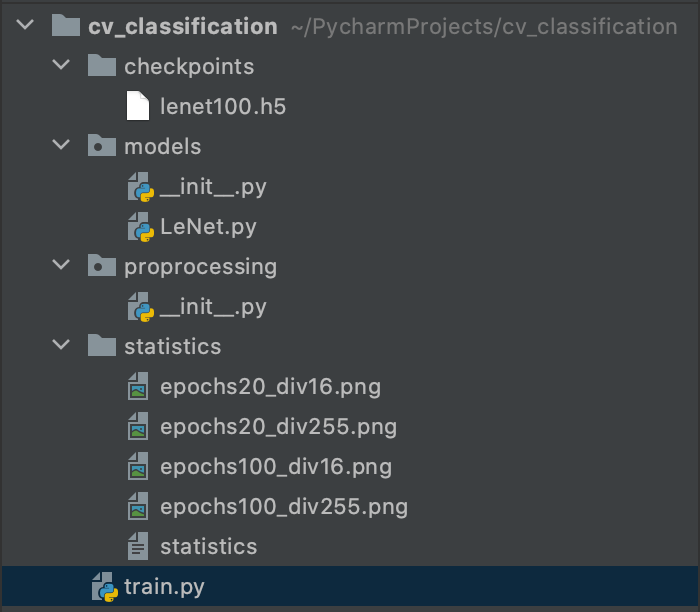 cv_classification ~/PycharmProjects/cv_classification
checkpoints
lenet100.h5
models
__init__.py
LeNet.py
proprocessing
__init__.py
statistics
epochs20_div16.png
epochs20_div255.png
epochs100_div16.png
epochs100_div255.png
statistics
train.py